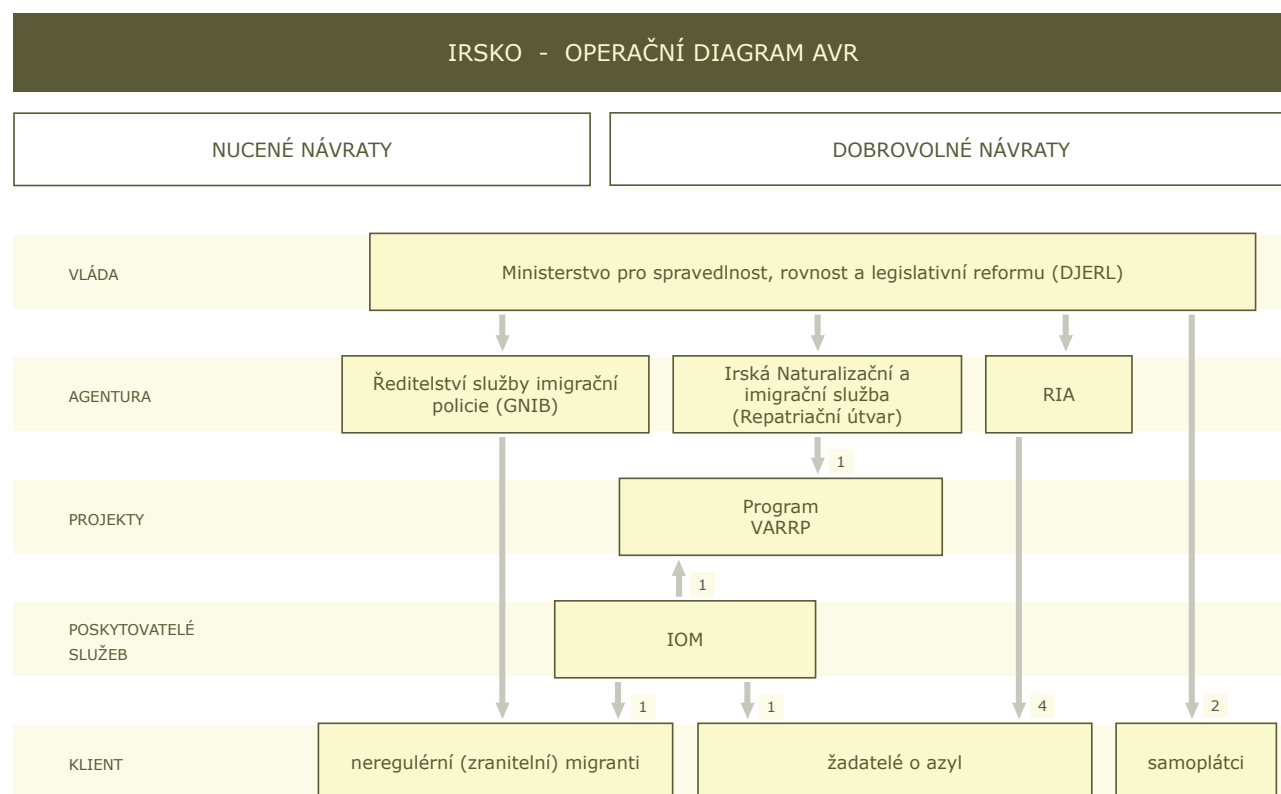 IRSKO - OPERAČNÍ DIAGRAM AVR
NUCENÉ NÁVRATY
DOBROVOLNÉ NÁVRATY
VLÁDA
Ministerstvo pro spravedlnost, rovnost a legislativní reformu (DJERL)
AGENTURA
Ředitelství služby imigrační
policie (GNIB)
Irská Naturalizační a
imigrační služba
(Repatriační útvar)
RIA
1
PROJEKTY
Program
VARRP
1
POSKYTOVATELÉ
SLUŽEB
IOM
1
1
4
2
KLIENT
neregulérní (zranitelní) migranti
žadatelé o azyl
samoplátci